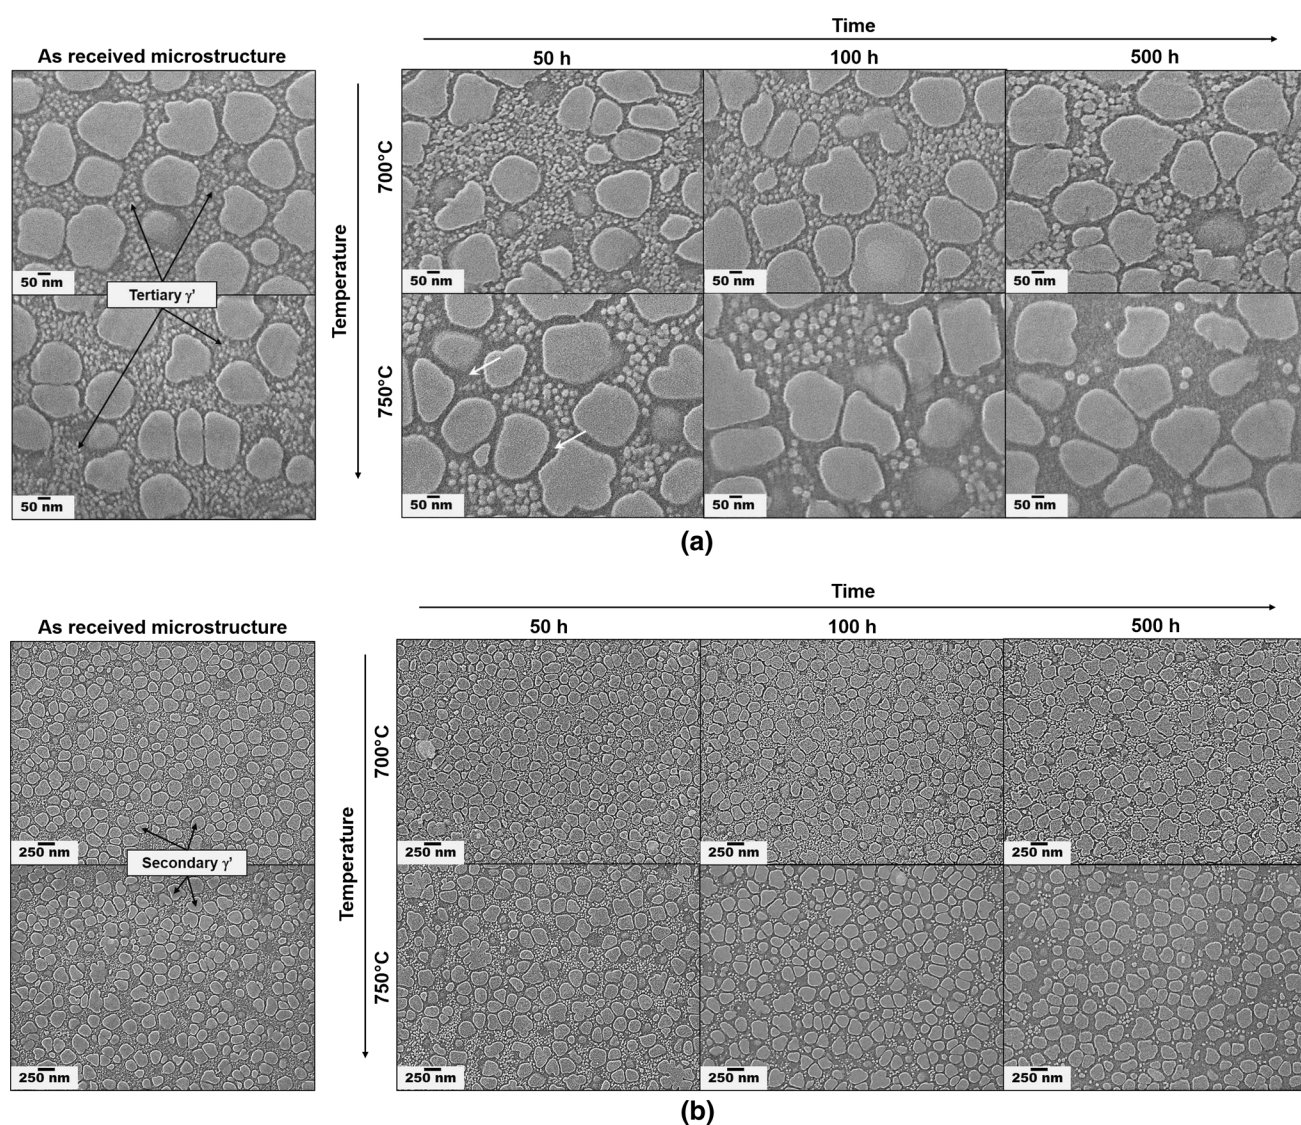 Time
As received microstructure
50 h
100 h
500 h
Temperature
700°C
50 nm
50 nm
50 nm
50 nm
Tertiary γ'
750°C
50 nm
50 nm
50 nm
50 nm
(a)
Time
As received microstructure
50 h
100 h
500 h
Temperature
700°C
250 nm
250 nm
250 nm
250 nm
Secondary γ'
750°C
250 nm
250 nm
250 nm
250 nm
(b)